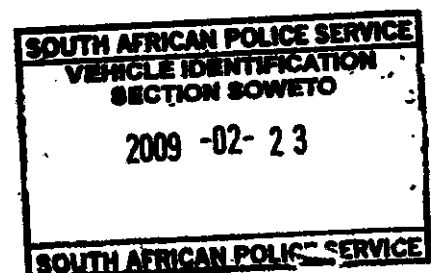 SOUTH AFRICAN POLICE SERVICE
VEHICLE IDENTIFICATION
SECTION SOWETO
2009 -02- 23
SOUTH AFRICAN POLICE SERVICE